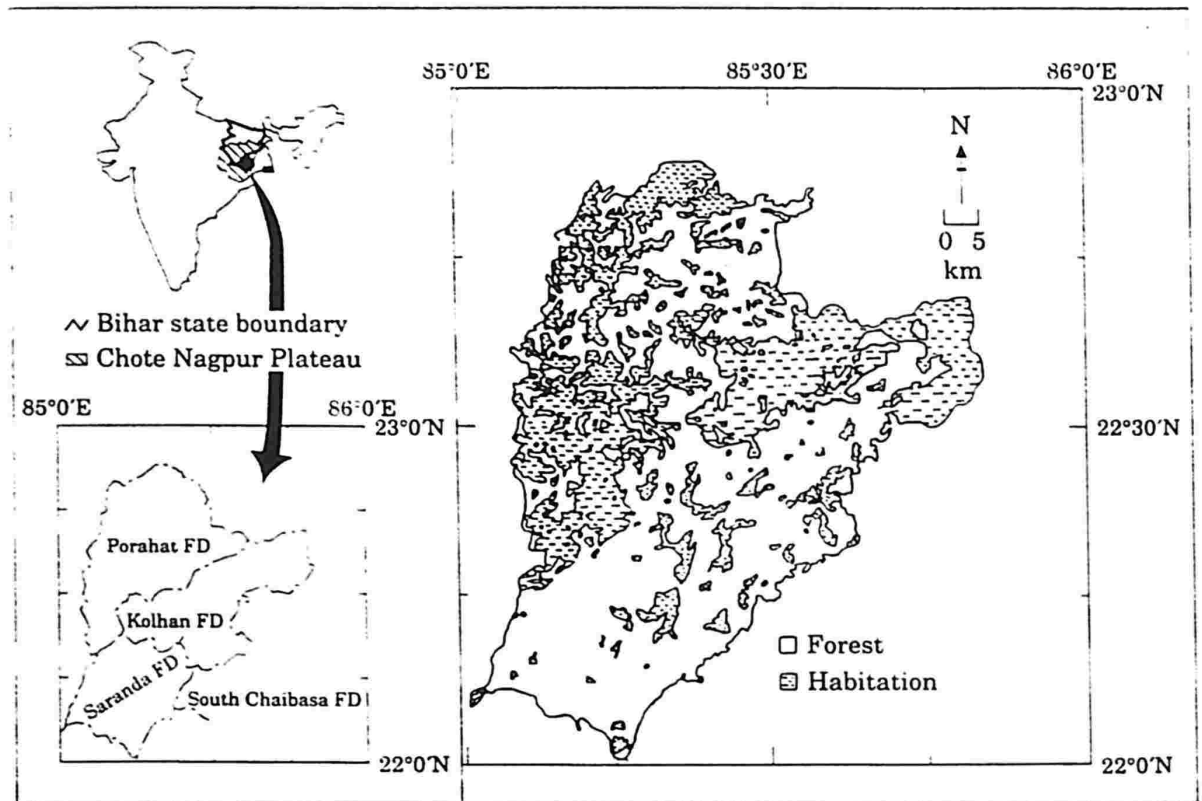 Bihar state boundary
Chote Nagpur Plateau
85°0′E
86°0′E
23°0′N
Porahat FD
Kolhan FD
Saranda FD
South Chaibasa FD
22°0′N
85°0′E
85°30′E
86°0′E
23°0′N
N
0 5
km
22°30′N
Forest
Habitation
22°0′N